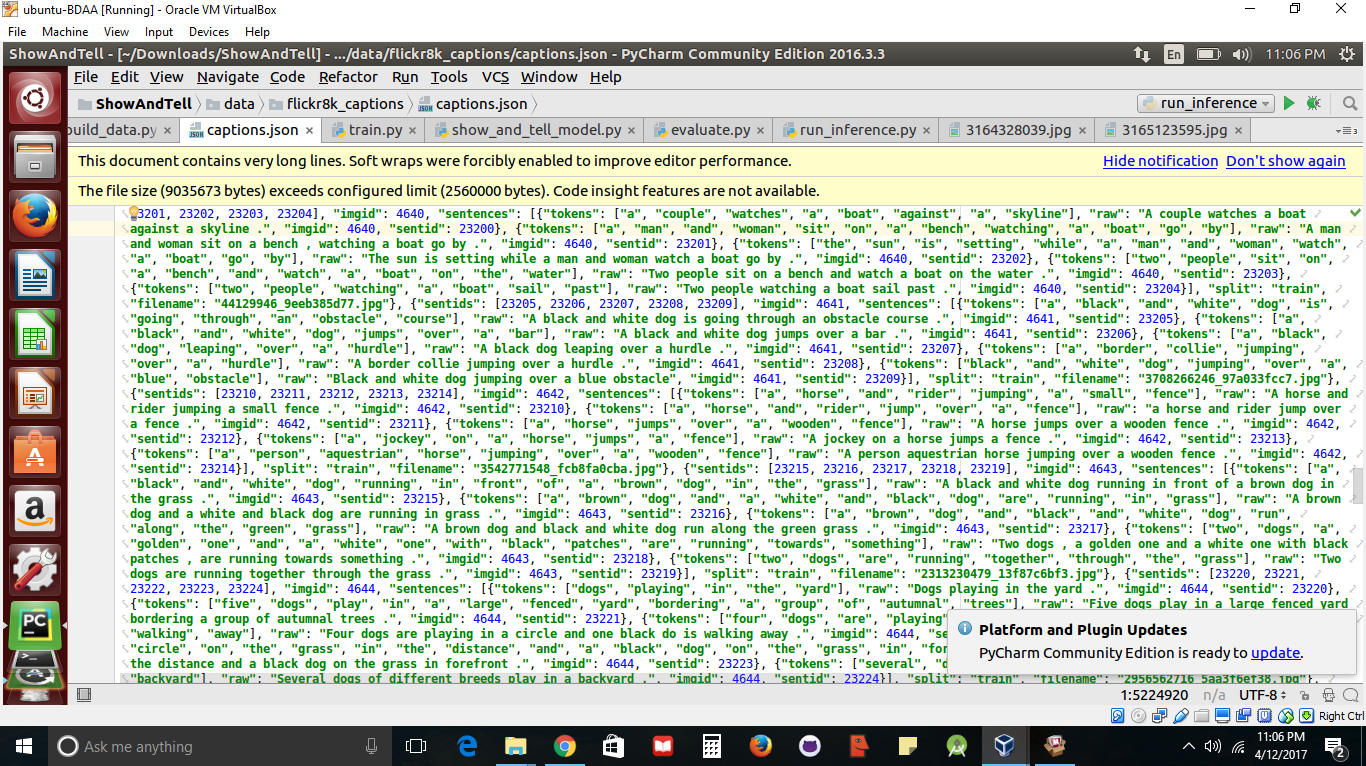 ubuntu-BDAA [Running] - Oracle VM VirtualBox
File Machine View Input Devices Help
ShowAndTell - [~/Downloads/ShowAndTell] - .../data/flickr8k_captions/captions.json - PyCharm Community Edition 2016.3.3
En 11:06 PM
File Edit View Navigate Code Refactor Run Tools VCS Window Help
ShowAndTell data flickr8k_captions captions.json run_inference
build_data.py captions.json train.py show_and_tell_model.py evaluate.py run_inference.py 3164328039.jpg 3165123595.jpg
This document contains very long lines. Soft wraps were forcibly enabled to improve editor performance. Hide notification Don't show again
The file size (9035673 bytes) exceeds configured limit (2560000 bytes). Code insight features are not available.
3201, 23202, 23203, 23204], "imgid": 4640, "sentences": [{"tokens": ["a", "couple", "watches", "a", "boat", "against", "a", "skyline"], "raw": "A couple watches a boat
against a skyline .", "imgid": 4640, "sentid": 23200}, {"tokens": ["a", "man", "and", "woman", "sit", "on", "a", "bench", "watching", "a", "boat", "go", "by"], "raw": "A man
and woman sit on a bench , watching a boat go by .", "imgid": 4640, "sentid": 23201}, {"tokens": ["the", "sun", "is", "setting", "while", "a", "man", "and", "woman", "watch",
"a", "boat", "go", "by"], "raw": "The sun is setting while a man and woman watch a boat go by .", "imgid": 4640, "sentid": 23202}, {"tokens": ["two", "people", "sit", "on",
"a", "bench", "and", "watch", "a", "boat", "on", "the", "water"], "raw": "Two people sit on a bench and watch a boat on the water .", "imgid": 4640, "sentid": 23203},
{"tokens": ["two", "people", "watching", "a", "boat", "sail", "past"], "raw": "Two people watching a boat sail past .", "imgid": 4640, "sentid": 23204}], "split": "train",
"filename": "44129946_9eeb385d77.jpg"}, {"sentids": [23205, 23206, 23207, 23208, 23209], "imgid": 4641, "sentences": [{"tokens": ["a", "black", "and", "white", "dog", "is",
"going", "through", "an", "obstacle", "course"], "raw": "A black and white dog is going through an obstacle course .", "imgid": 4641, "sentid": 23205}, {"tokens": ["a",
"black", "and", "white", "dog", "jumps", "over", "a", "bar"], "raw": "A black and white dog jumps over a bar .", "imgid": 4641, "sentid": 23206}, {"tokens": ["a", "black",
"dog", "leaping", "over", "a", "hurdle"], "raw": "A black dog leaping over a hurdle .", "imgid": 4641, "sentid": 23207}, {"tokens": ["a", "border", "collie", "jumping",
"over", "a", "hurdle"], "raw": "A border collie jumping over a hurdle .", "imgid": 4641, "sentid": 23208}, {"tokens": ["black", "and", "white", "dog", "jumping", "over", "a",
"blue", "obstacle"], "raw": "Black and white dog jumping over a blue obstacle", "imgid": 4641, "sentid": 23209}], "split": "train", "filename": "3708266246_97a033fcc7.jpg"},
{"sentids": [23210, 23211, 23212, 23213, 23214], "imgid": 4642, "sentences": [{"tokens": ["a", "horse", "and", "rider", "jumping", "a", "small", "fence"], "raw": "A horse and
rider jumping a small fence .", "imgid": 4642, "sentid": 23210}, {"tokens": ["a", "horse", "and", "rider", "jump", "over", "a", "fence"], "raw": "a horse and rider jump over
a fence .", "imgid": 4642, "sentid": 23211}, {"tokens": ["a", "horse", "jumps", "over", "a", "wooden", "fence"], "raw": "A horse jumps over a wooden fence .", "imgid": 4642,
"sentid": 23212}, {"tokens": ["a", "jockey", "on", "a", "horse", "jumps", "a", "fence"], "raw": "A jockey on a horse jumps a fence .", "imgid": 4642, "sentid": 23213},
{"tokens": ["a", "person", "aquestrian", "horse", "jumping", "over", "a", "wooden", "fence"], "raw": "A person aquestrian horse jumping over a wooden fence .", "imgid": 4642,
"sentid": 23214}], "split": "train", "filename": "3542771548_fcb8fa0cba.jpg"}, {"sentids": [23215, 23216, 23217, 23218, 23219], "imgid": 4643, "sentences": [{"tokens": ["a",
"black", "and", "white", "dog", "running", "in", "front", "of", "a", "brown", "dog", "in", "the", "grass"], "raw": "A black and white dog running in front of a brown dog in
the grass .", "imgid": 4643, "sentid": 23215}, {"tokens": ["a", "brown", "dog", "and", "a", "white", "and", "black", "dog", "are", "running", "in", "grass"], "raw": "A brown
dog and a white and black dog are running in grass .", "imgid": 4643, "sentid": 23216}, {"tokens": ["a", "brown", "dog", "and", "black", "and", "white", "dog", "run",
"along", "the", "green", "grass"], "raw": "A brown dog and black and white dog run along the green grass .", "imgid": 4643, "sentid": 23217}, {"tokens": ["two", "dogs", "a",
"golden", "one", "and", "a", "white", "one", "with", "black", "patches", "are", "running", "towards", "something"], "raw": "Two dogs , a golden one and a white one with black
patches , are running towards something .", "imgid": 4643, "sentid": 23218}, {"tokens": ["two", "dogs", "are", "running", "together", "through", "the", "grass"], "raw": "Two
dogs are running together through the grass .", "imgid": 4643, "sentid": 23219}], "split": "train", "filename": "2313230479_13f87c6bf3.jpg"}, {"sentids": [23220, 23221,
23222, 23223, 23224], "imgid": 4644, "sentences": [{"tokens": ["dogs", "playing", "in", "the", "yard"], "raw": "Dogs playing in the yard .", "imgid": 4644, "sentid": 23220},
{"tokens": ["five", "dogs", "play", "in", "a", "large", "fenced", "yard", "bordering", "a", "group", "of", "autumnal", "trees"], "raw": "Five dogs play in a large fenced yard
bordering a group of autumnal trees .", "imgid": 4644, "sentid": 23221}, {"tokens": ["four", "dogs", "are", "playing"
"walking", "away"], "raw": "Four dogs are playing in a circle and one black do is walking away .", "imgid": 4644, "se
"circle", "on", "the", "grass", "in", "the", "distance", "and", "a", "black", "dog", "on", "the", "grass", "in", "for
the distance and a black dog on the grass in forefront .", "imgid": 4644, "sentid": 23223}, {"tokens": ["several", "d
"backyard"], "raw": "Several dogs of different breeds play in a backyard .", "imgid": 4644, "sentid": 23224}], "split": "train", "filename": "2956562716_5aa3f6ef38.jpg"},
Platform and Plugin Updates
PyCharm Community Edition is ready to update.
1:5224920 n/a UTF-8
Right Ctrl
Ask me anything
11:06 PM
4/12/2017
2